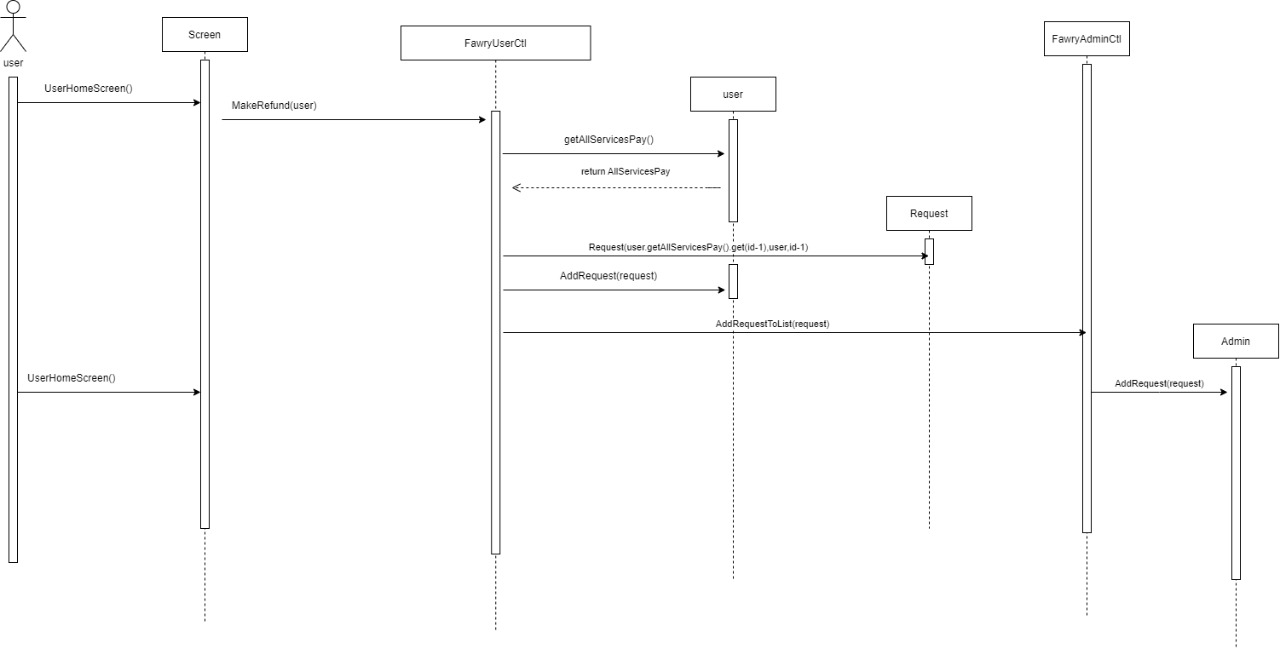 Screen
FawryUserCtl
FawryAdminCtl
user
UserHomeScreen()
user
MakeRefund(user)
getAllServicesPay()
return AllServicesPay
Request
Request(user.getAllServicesPay().get(id-1),user,id-1)
AddRequest(request)
AddRequestToList(request)
Admin
UserHomeScreen()
AddRequest(request)